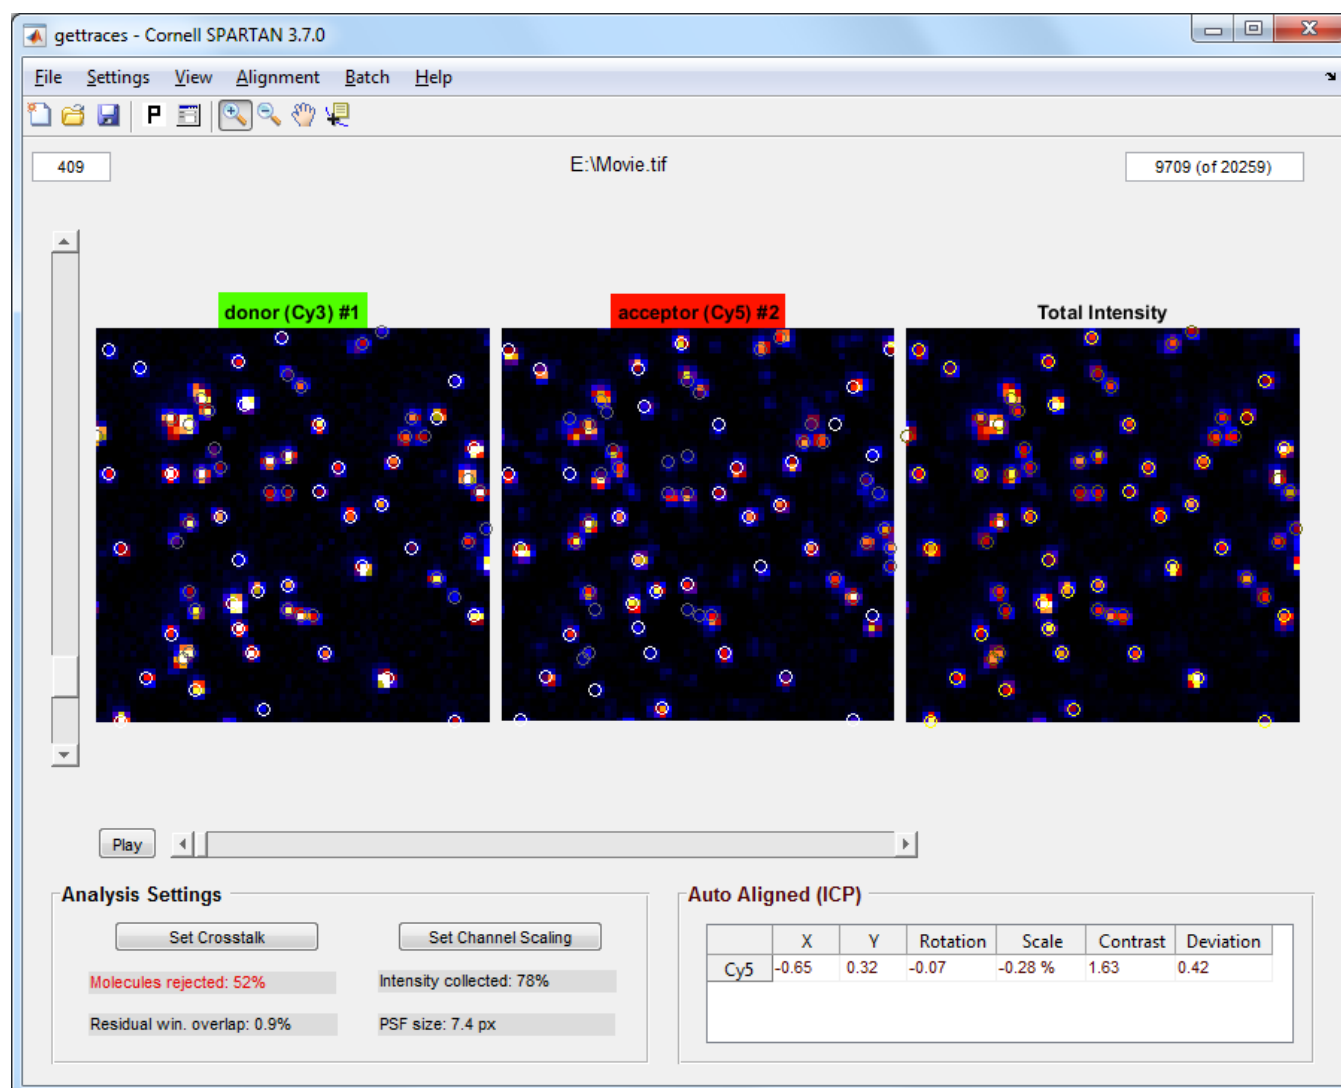 gettraces - Cornell SPARTAN 3.7.0
File Settings View Alignment Batch Help
P
409 E:\Movie.tif 9709 (of 20259)
donor (Cy3) #1 acceptor (Cy5) #2 Total Intensity
Play
Analysis Settings
Set Crosstalk Set Channel Scaling
Molecules rejected: 52% Intensity collected: 78%
Residual win. overlap: 0.9% PSF size: 7.4 px
Auto Aligned (ICP)
X Y Rotation Scale Contrast Deviation
Cy5 -0.65 0.32 -0.07 -0.28 % 1.63 0.42